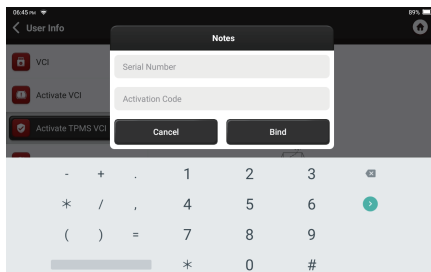 06:45 PM
89%
User Info
Notes
VCI
Serial Number
Activate VCI
Activation Code
Activate TPMS VCI
Cancel
Bind
- + . 1 2 3
* / , 4 5 6
( ) = 7 8 9
* 0 #